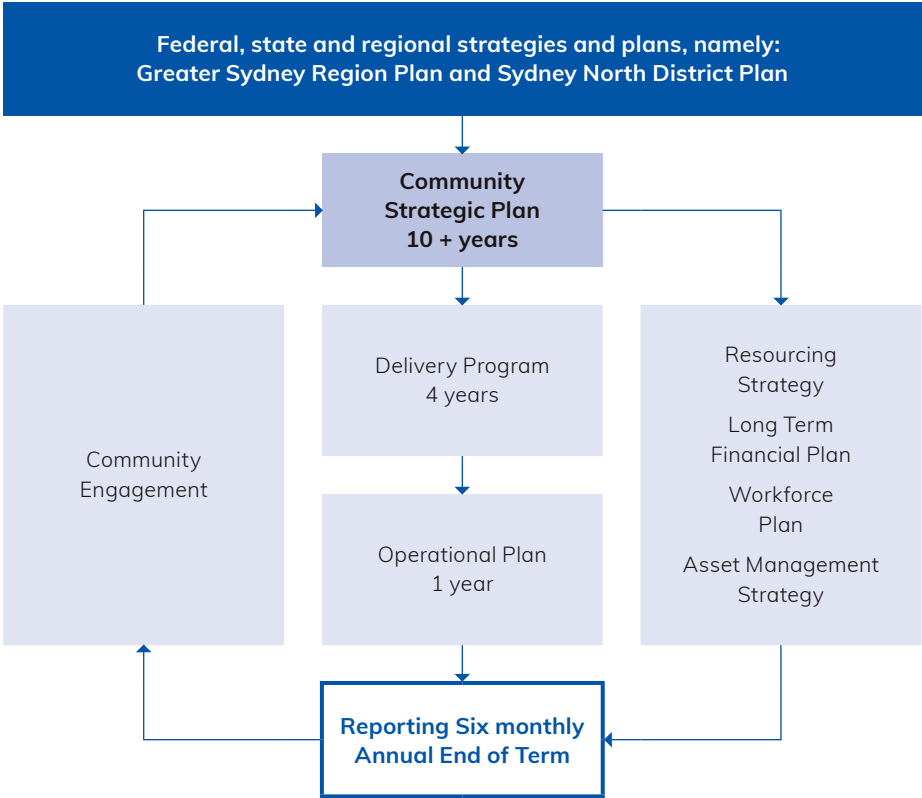 Federal, state and regional strategies and plans, namely:
Greater Sydney Region Plan and Sydney North District Plan
Community
Strategic Plan
10 + years
Community
Engagement
Delivery Program
4 years
Operational Plan
1 year
Resourcing
Strategy
Long Term
Financial Plan
Workforce
Plan
Asset Management
Strategy
Reporting Six monthly
Annual End of Term